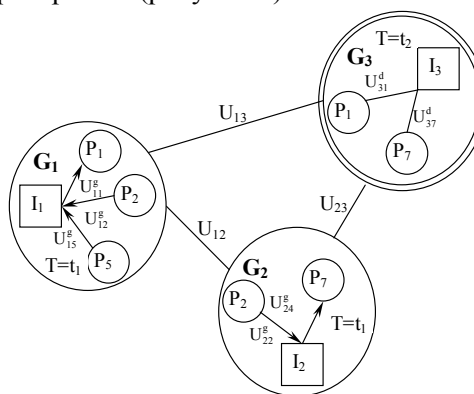 T=t₂
G₃
I₃
U₃₁ᵈ
P₁
U₃₇ᵈ
P₇
U₁₃
G₁
P₁
I₁
U₁₁ᵍ
P₂
U₁₂ᵍ
U₁₅ᵍ
P₅
T=t₁
U₂₃
U₁₂
G₂
P₇
P₂
U₂₄ᵍ
T=t₁
U₂₂ᵍ
I₂